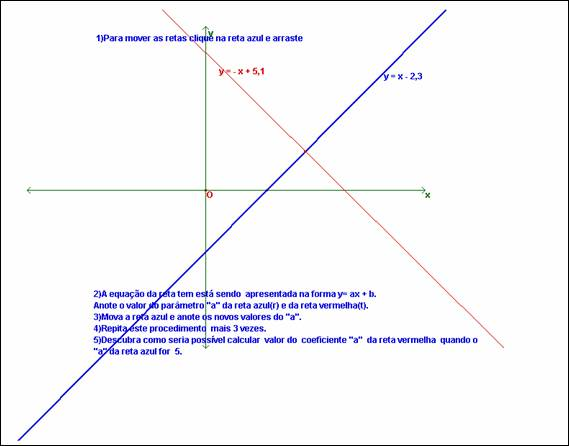 1)Para mover as retas clique na reta azul e arraste
y
y = - x + 5,1
y = x - 2,3
O
x
2)A equação da reta tem está sendo apresentada na forma y= ax + b.
Anote o valor do parámetro "a" da reta azul(r) e da reta vermelha(t).
3)Mova a reta azul e anote os novos valores do "a".
4)Repita este procedimento mais 3 vezes.
5)Descubra como seria possível calcular valor do coeficiente "a" da reta vermelha quando o
"a" da reta azul for 5.